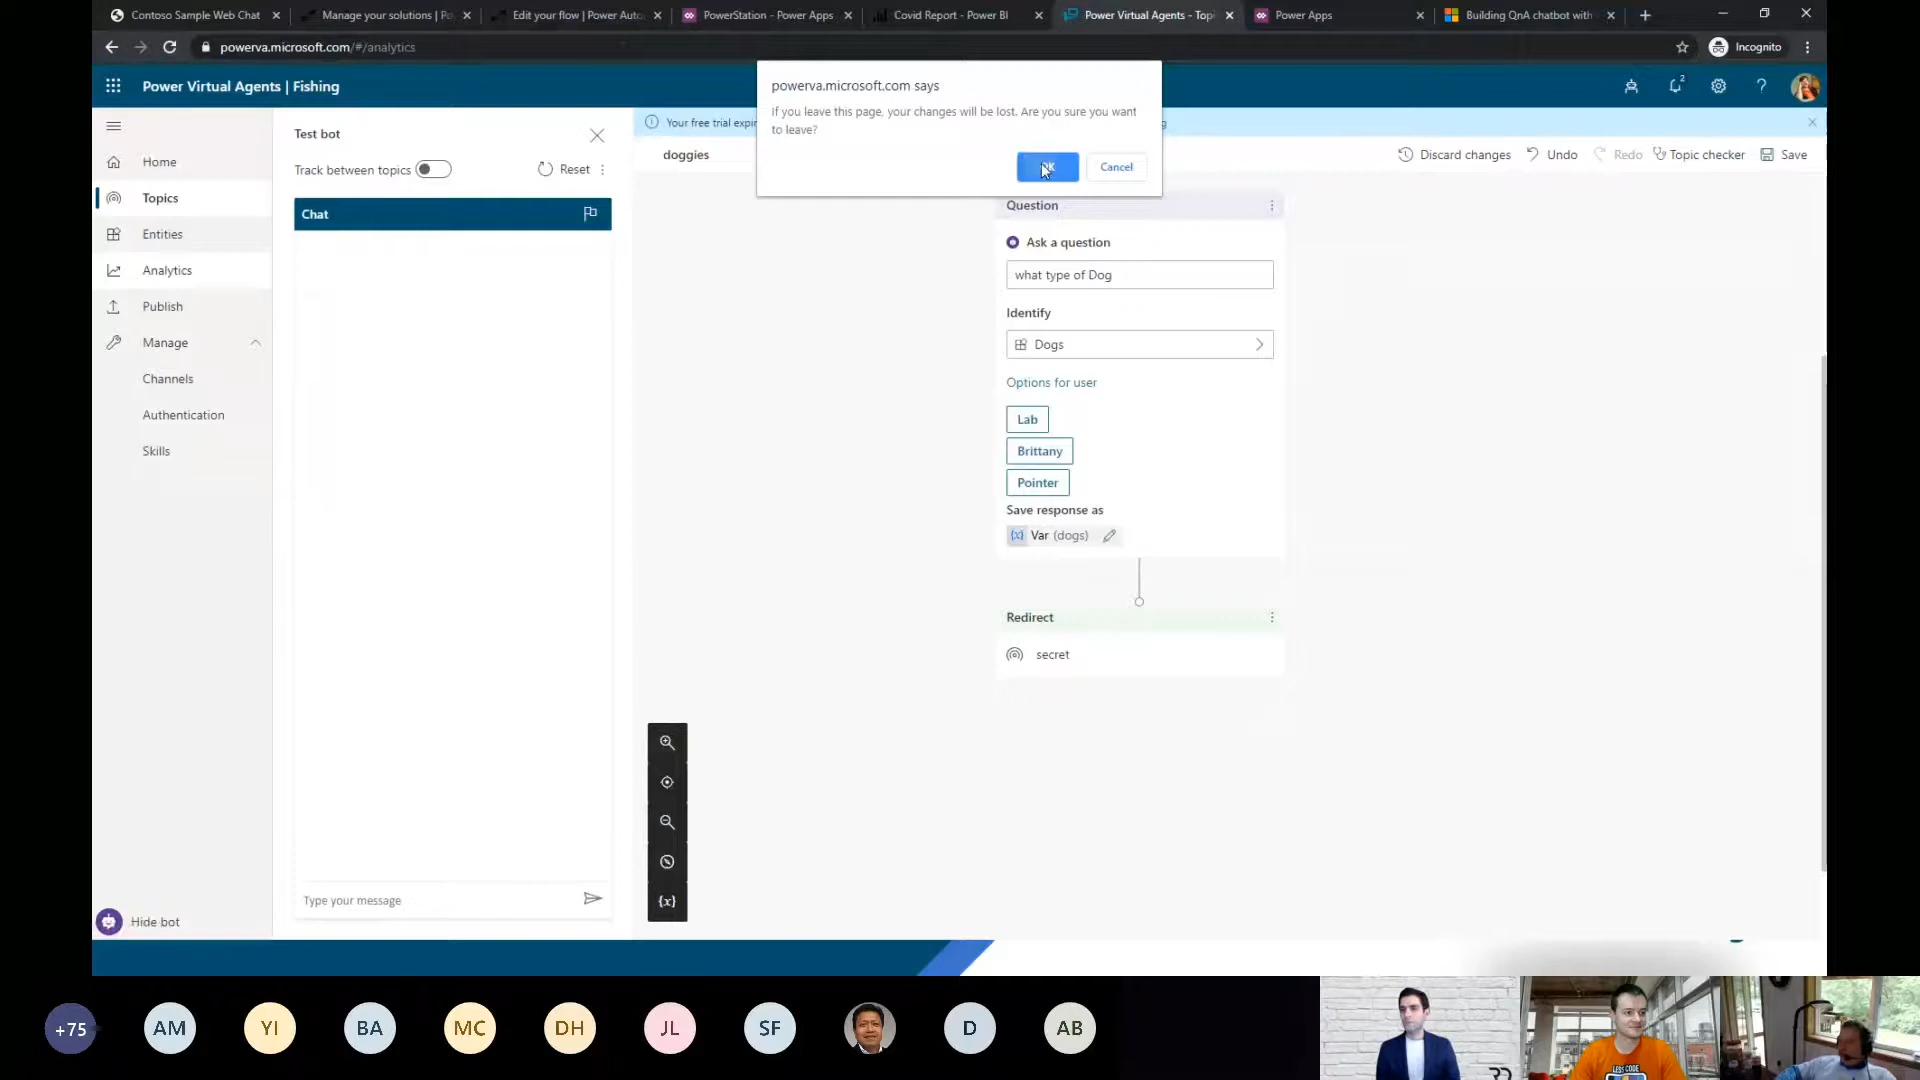 Contoso Sample Web Chat
Manage your solutions | Po
Edit your flow | Power Auto
PowerStation - Power Apps
Covid Report - Power BI
Power Virtual Agents - Topi
Power Apps
Building QnA chatbot with
powerva.microsoft.com/#/analytics
Incognito
Power Virtual Agents | Fishing
2
?
powerva.microsoft.com says
If you leave this page, your changes will be lost. Are you sure you want
to leave?
Cancel
Home
Topics
Entities
Analytics
Publish
Manage
Channels
Authentication
Skills
Hide bot
Test bot
Track between topics
Reset
Chat
Type your message
Your free trial expir
g
doggies
Discard changes
Undo
Redo
Topic checker
Save
Question
Ask a question
what type of Dog
Identify
Dogs
Options for user
Lab
Brittany
Pointer
Save response as
{x} Var (dogs)
Redirect
secret
{x}
+75
AM
YI
BA
MC
DH
JL
SF
D
AB
LESS CODE